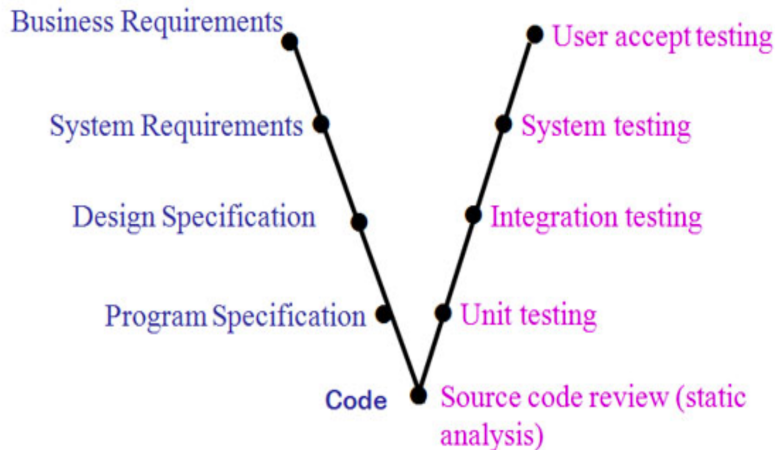 Business Requirements
User accept testing
System Requirements
System testing
Design Specification
Integration testing
Program Specification
Unit testing
Code
Source code review (static
analysis)